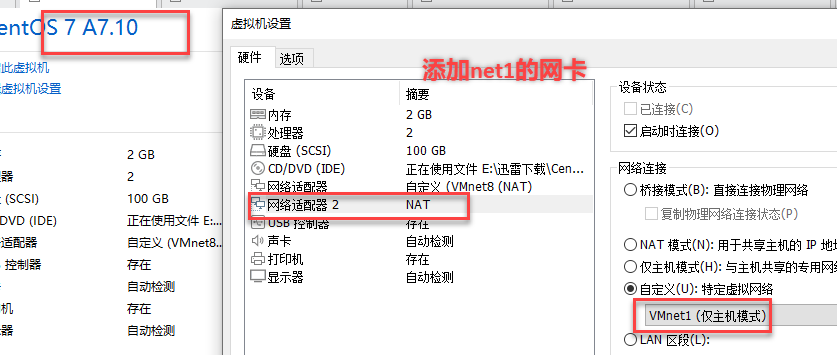 entOS 7 A7.10
此虚拟机
虚拟机设置
2 GB
器 2
(SCSI) 100 GB
/DVD (IDE) 正在使用文件 E:...
适配器 自定义 (VMnet8...
B 控制器 存在
自动检测
机 存在
器 自动检测
虚拟机设置
硬件 选项
添加net1的网卡
设备 摘要
内存 2 GB
处理器 2
硬盘 (SCSI) 100 GB
CD/DVD (IDE) 正在使用文件 E:\迅雷下载\Cen...
网络适配器 自定义 (VMnet8 (NAT)
网络适配器 2 NAT
USB 控制器 存在
声卡 自动检测
打印机 存在
显示器 自动检测
设备状态
已连接(C)
启动时连接(O)
网络连接
桥接模式(B): 直接连接物理网络
复制物理网络连接状态(P)
NAT 模式(N): 用于共享主机的 IP 地
仅主机模式(H): 与主机共享的专用网络
自定义(U): 特定虚拟网络
VMnet1 (仅主机模式)
LAN 区段(L):